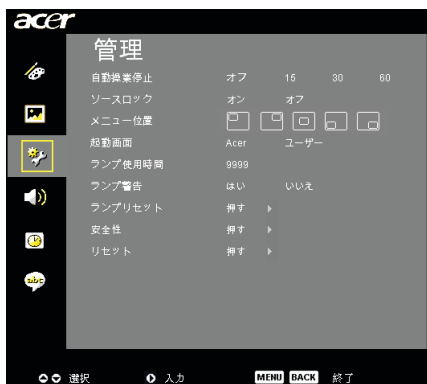 acer
管理
自動操業停止 オフ 15 30 60
ソースロック オン オフ
メニュー位置
起動画面 Acer ユーザー
ランプ使用時間 9999
ランプ警告 はい いいえ
ランプリセット 押す
安全性 押す
リセット 押す
abc
選択 入力 MENU BACK 終了